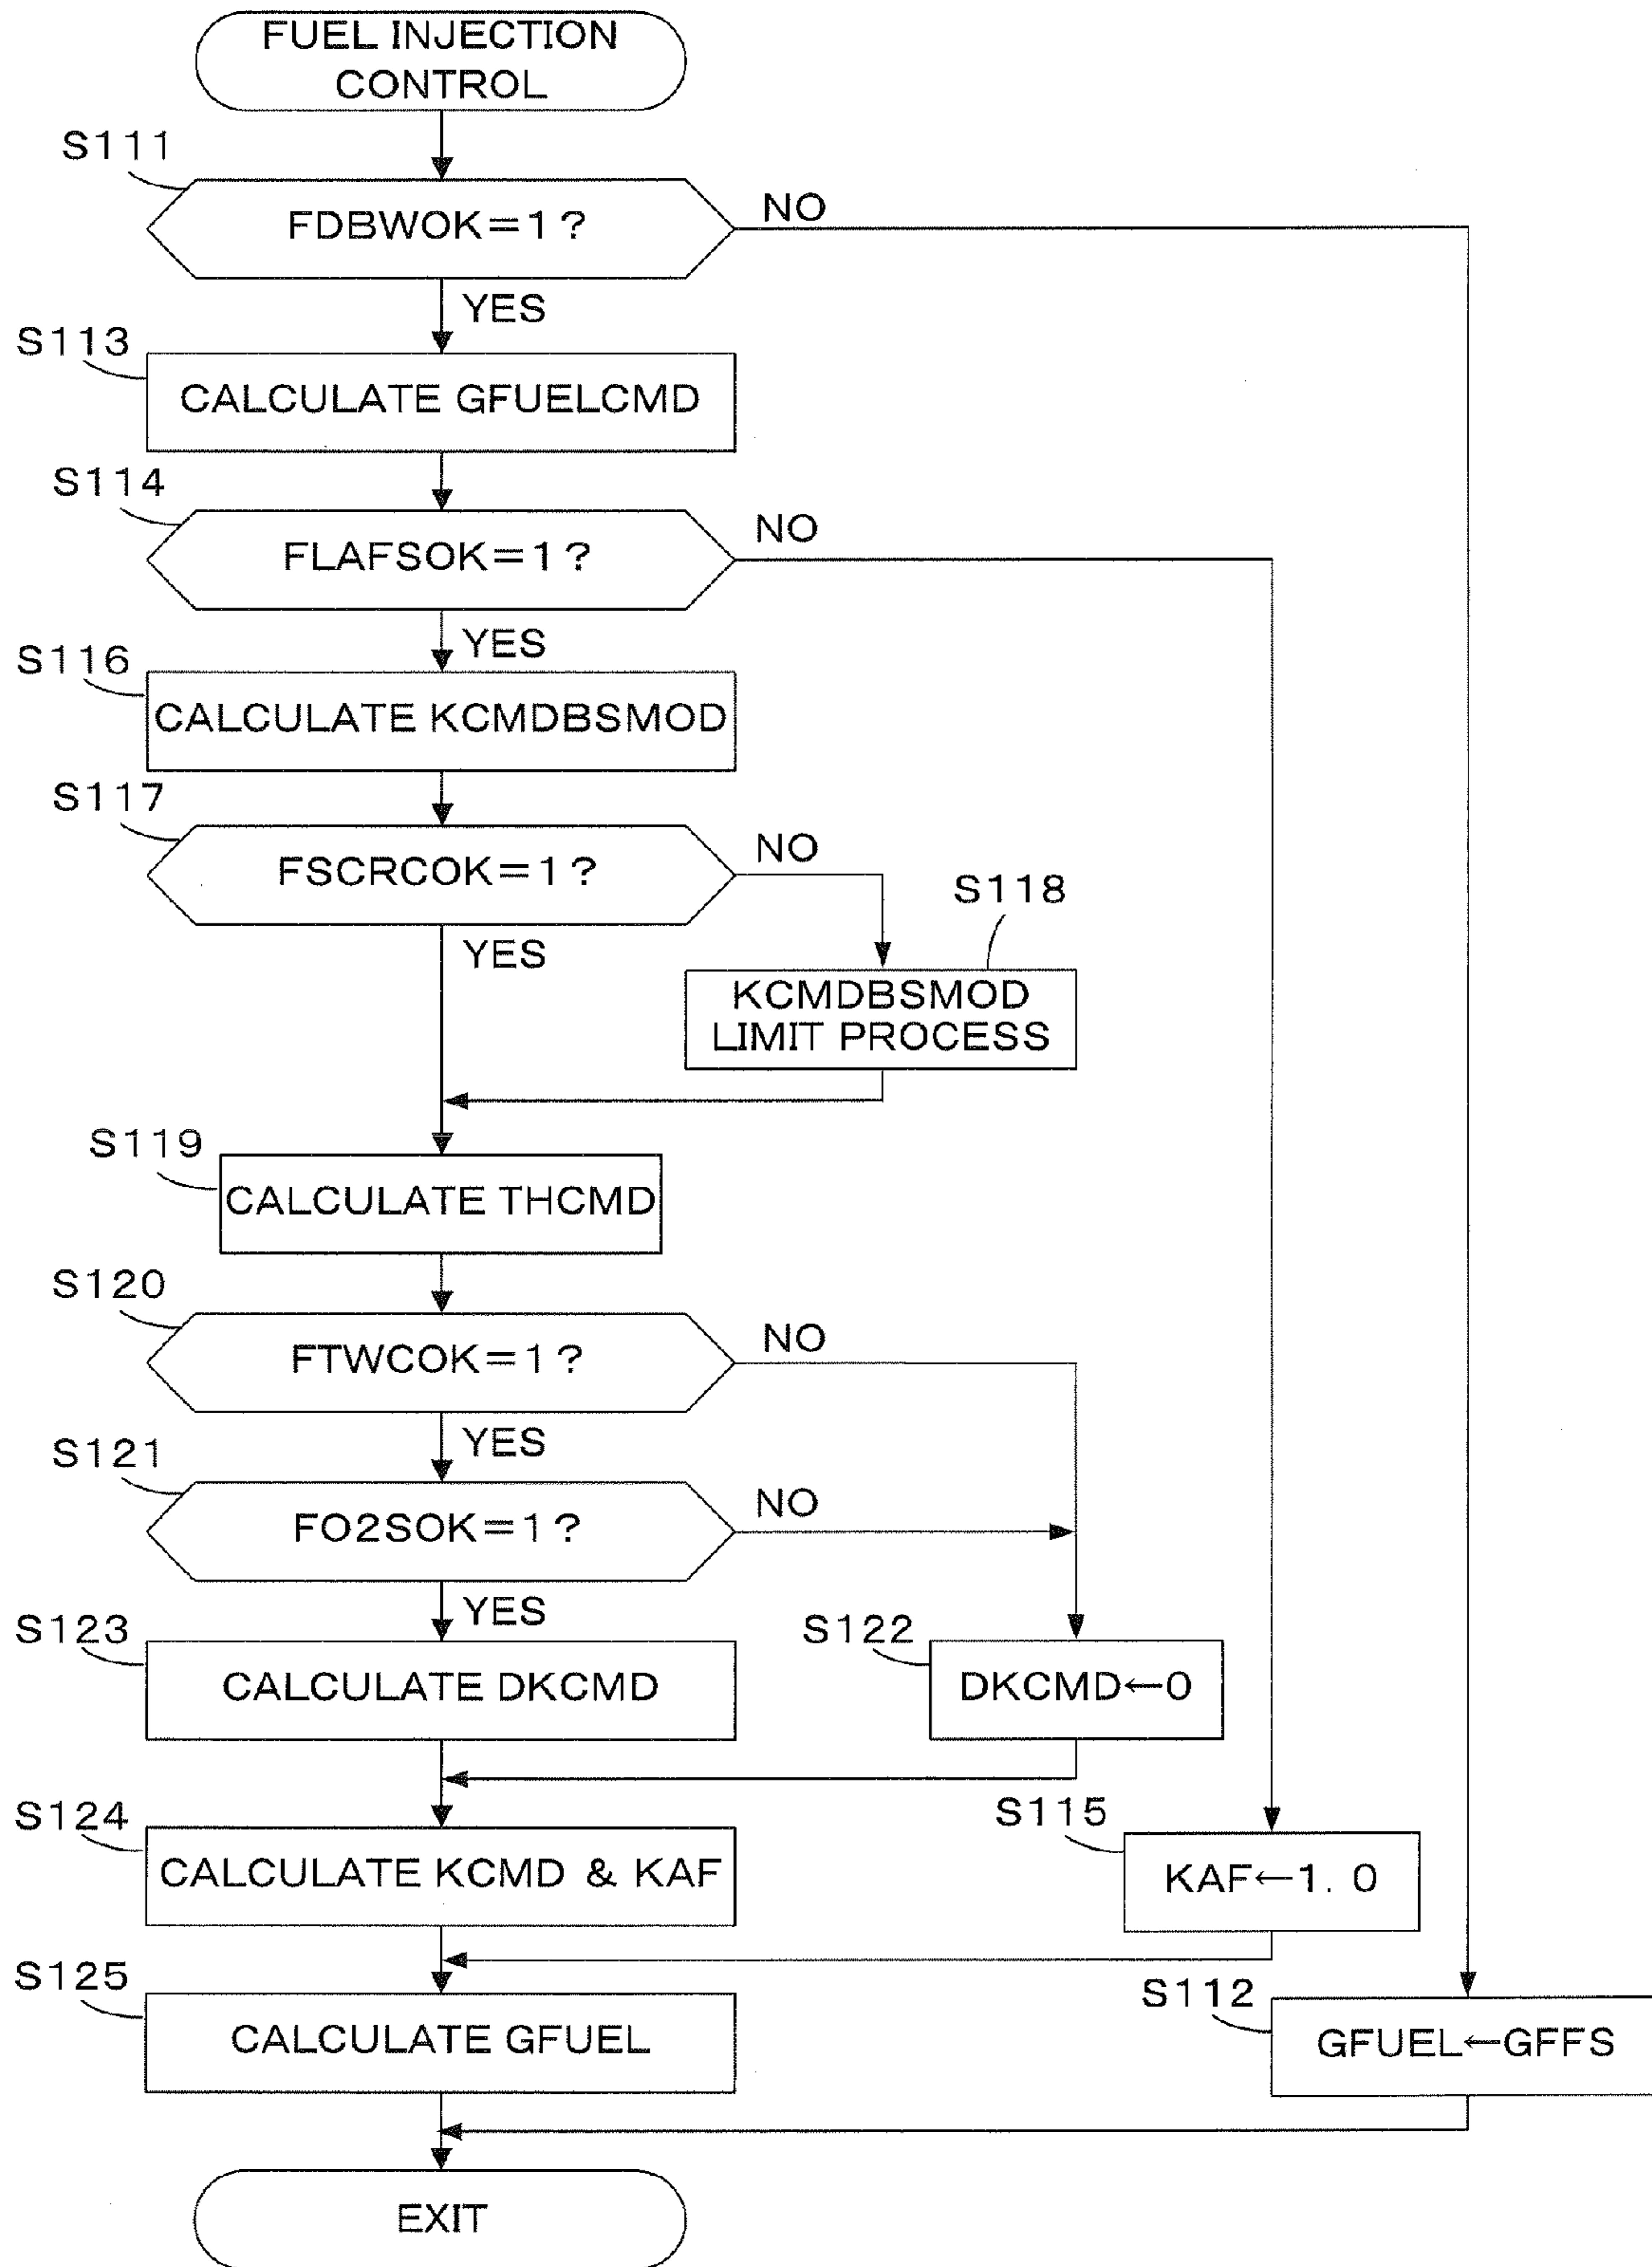 FUEL INJECTION
CONTROL
S111
FDBWOK=1?
NO
YES
S113
CALCULATE GFUELCMD
S114
FLAFSOK=1?
NO
YES
S116
CALCULATE KCMDBSMOD
S117
FSCRCOK=1?
NO
YES
S118
KCMDBSMOD
LIMIT PROCESS
S119
CALCULATE THCMD
S120
FTWCOK=1?
NO
YES
S121
FO2SOK=1?
NO
YES
S123
CALCULATE DKCMD
S122
DKCMD←0
S124
CALCULATE KCMD & KAF
S115
KAF←1.0
S125
CALCULATE GFUEL
S112
GFUEL←GFFS
EXIT